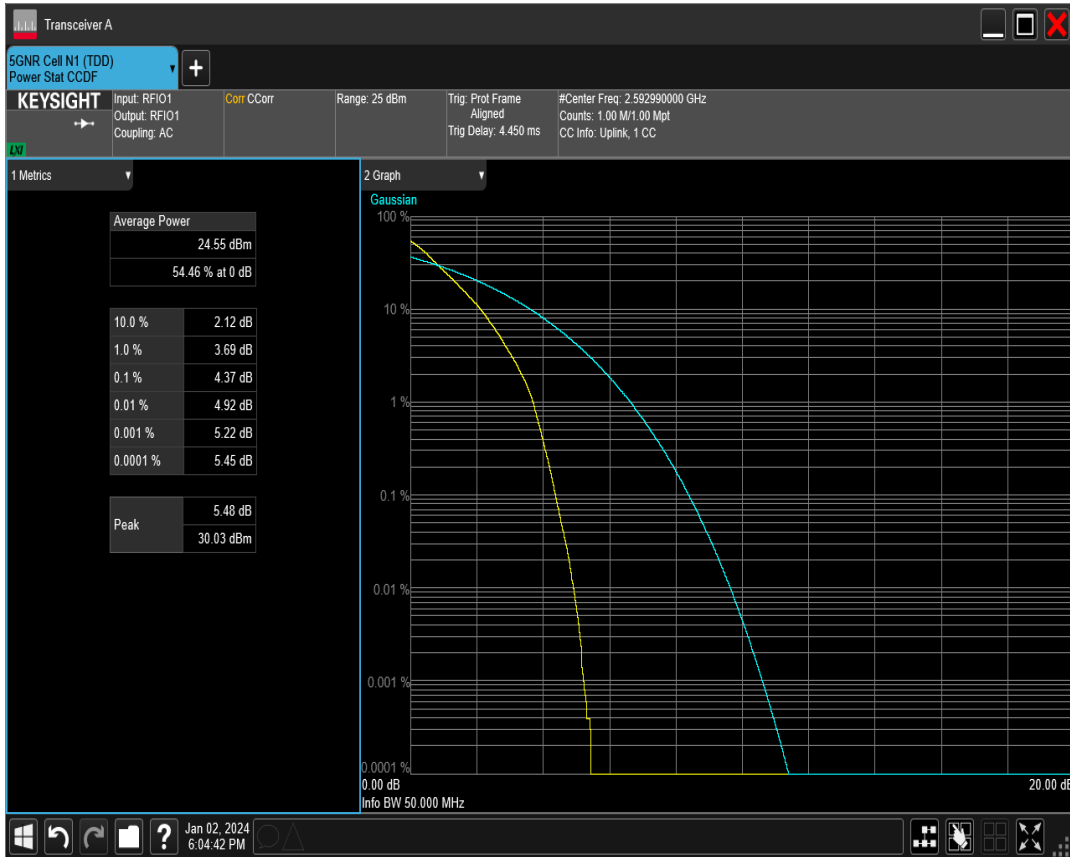 Transceiver A
5GNR Cell N1 (TDD)
Power Stat CCDF
+
KEYSIGHT
LXI
Input: RFIO1
Output: RFIO1
Coupling: AC
Corr CCorr
Range: 25 dBm
Trig: Prot Frame
Aligned
Trig Delay: 4.450 ms
#Center Freq: 2.592990000 GHz
Counts: 1.00 M/1.00 Mpt
CC Info: Uplink, 1 CC
1 Metrics
Average Power
24.55 dBm
54.46 % at 0 dB
10.0 % 2.12 dB
1.0 % 3.69 dB
0.1 % 4.37 dB
0.01 % 4.92 dB
0.001 % 5.22 dB
0.0001 % 5.45 dB
Peak
5.48 dB
30.03 dBm
2 Graph
Gaussian
100 %
10 %
1 %
0.1 %
0.01 %
0.001 %
0.0001 %
0.00 dB 20.00 dB
Info BW 50.000 MHz
?
Jan 02, 2024
6:04:42 PM